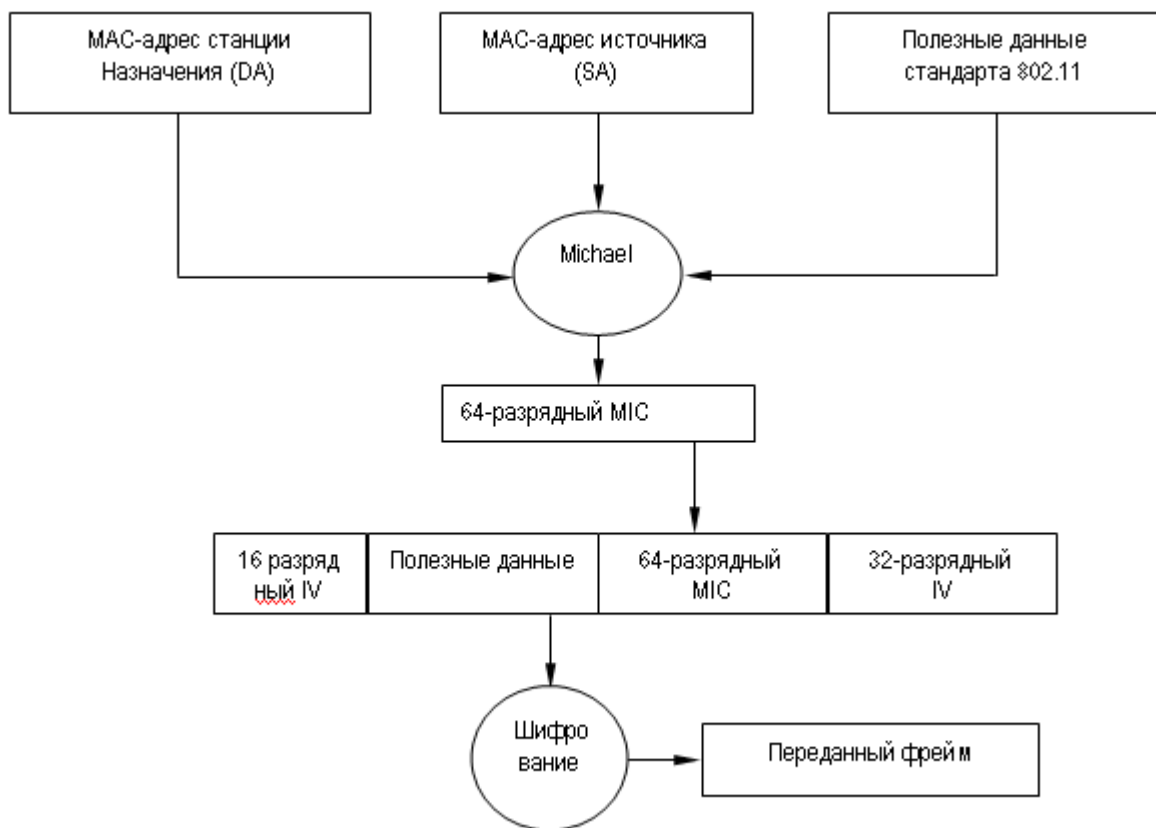 MAC-адрес станции
Назначения (DA)
MAC-адрес источника
(SA)
Полезные данные
стандарта 802.11
Michael
64-разрядный MIC
16 разряд
ный IV
Полезные данные
64-разрядный
MIC
32-разрядный
IV
Шифро
вание
Переданный фрейм